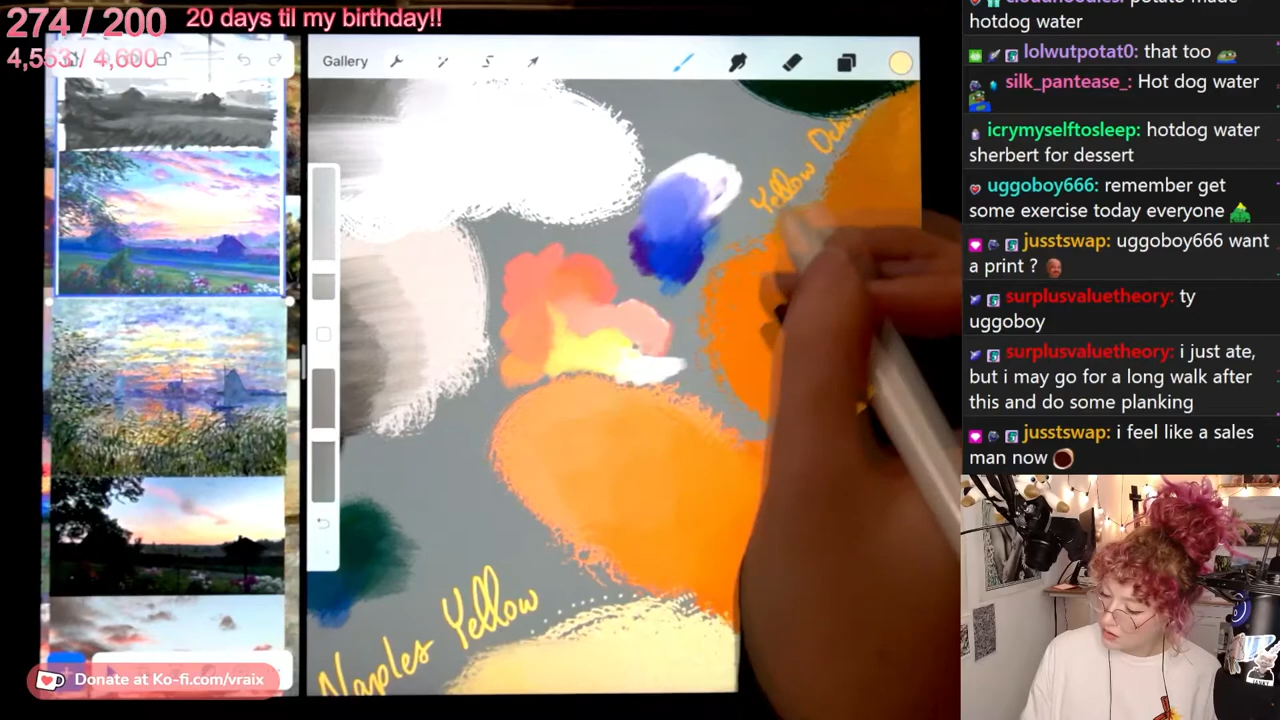 274 / 200
20 days til my birthday!!
4,553 / 4,600
Gallery
Yellow Ochr
Naples Yellow
Donate at Ko-fi.com/vraix
hotdog water
lolwutpotat0: that too
silk_pantease_: Hot dog water
icrymyselftosleep: hotdog water
sherbert for dessert
uggoboy666: remember get
some exercise today everyone
jusstswap: uggoboy666 want
a print ?
surplusvaluetheory: ty
uggoboy
surplusvaluetheory: i just ate,
but i may go for a long walk after
this and do some planking
jusstswap: i feel like a sales
man now